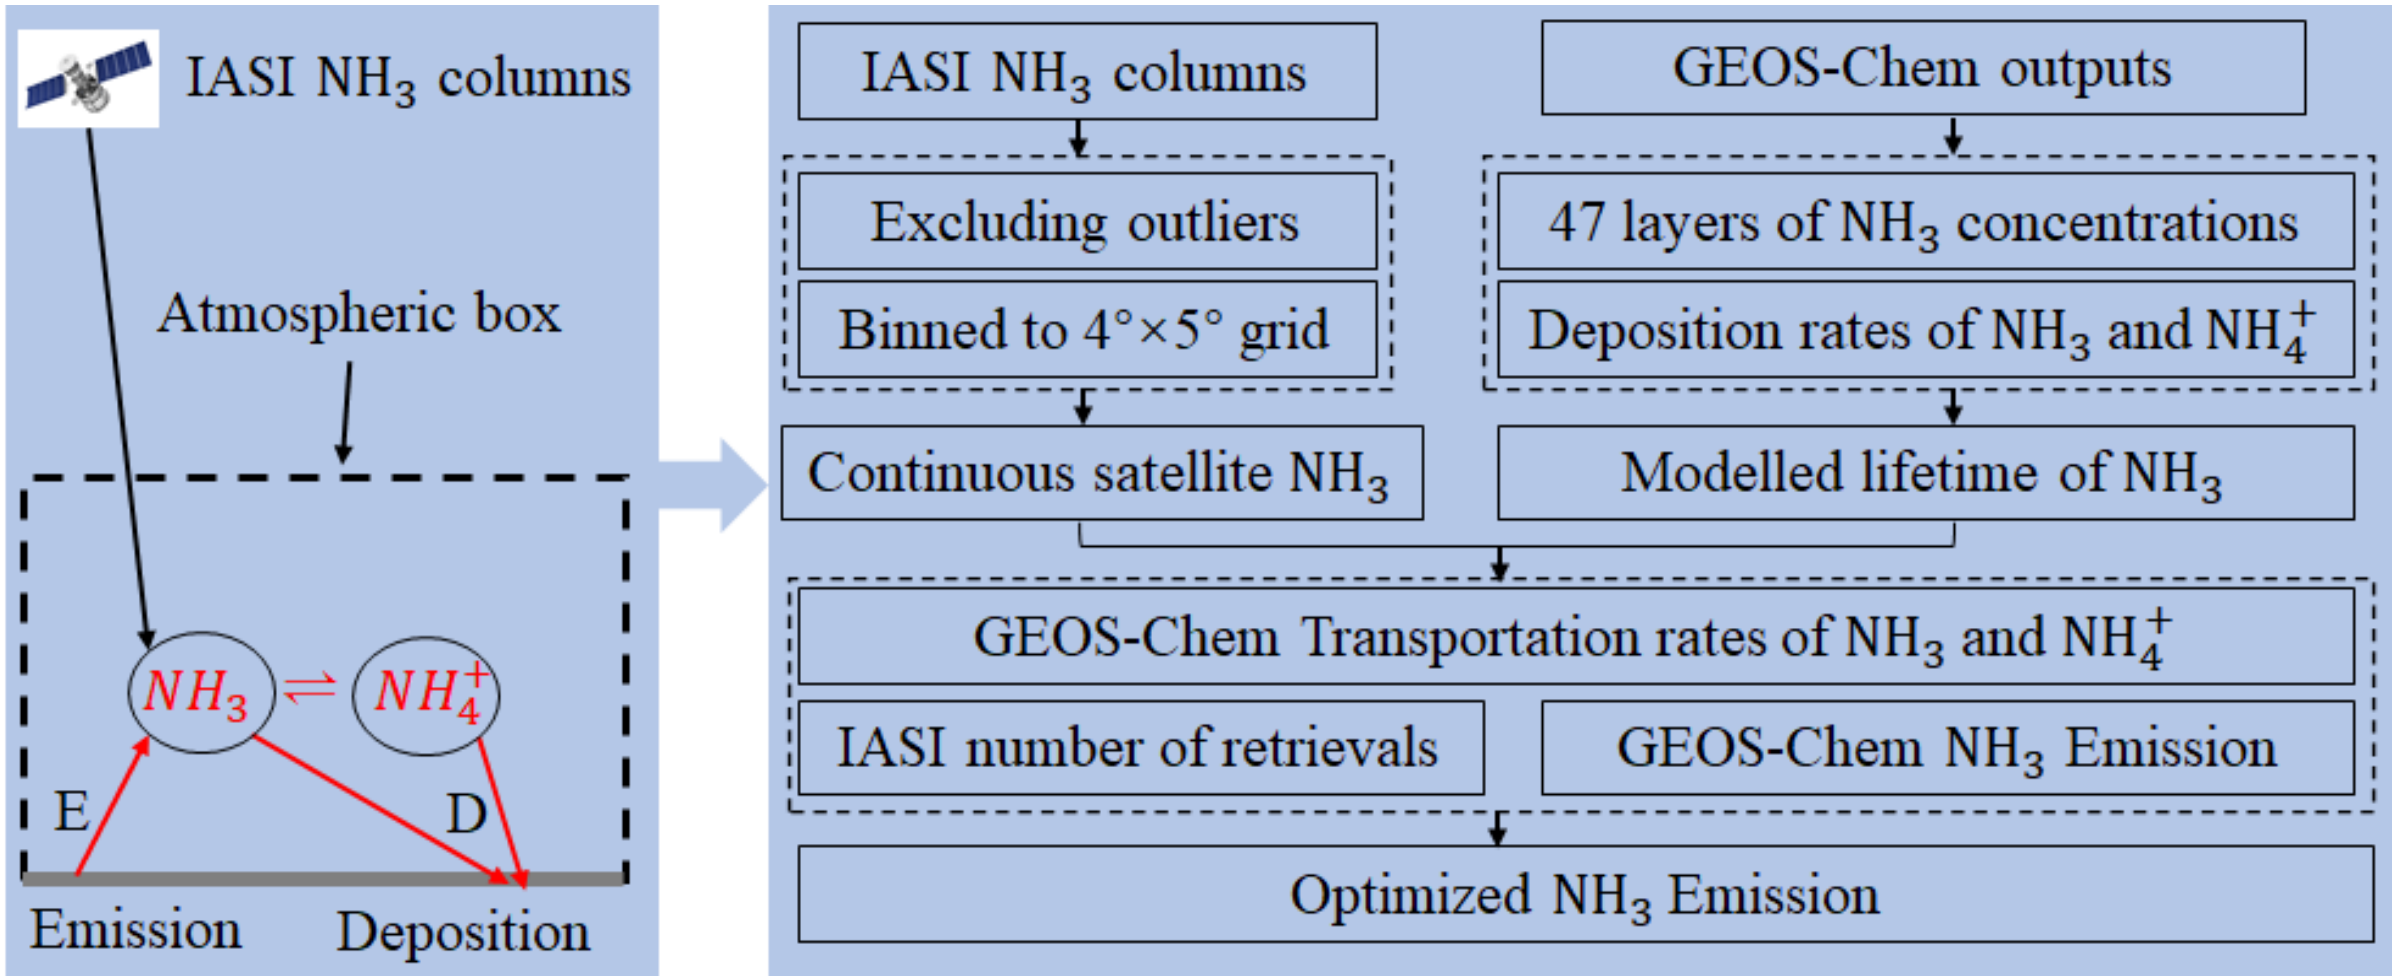 IASI NH₃ columns
Atmospheric box
NH₃ ⇌ NH₄⁺
E
D
Emission
Deposition
IASI NH₃ columns
GEOS-Chem outputs
Excluding outliers
Binned to 4°×5° grid
47 layers of NH₃ concentrations
Deposition rates of NH₃ and NH₄⁺
Continuous satellite NH₃
Modelled lifetime of NH₃
GEOS-Chem Transportation rates of NH₃ and NH₄⁺
IASI number of retrievals
GEOS-Chem NH₃ Emission
Optimized NH₃ Emission